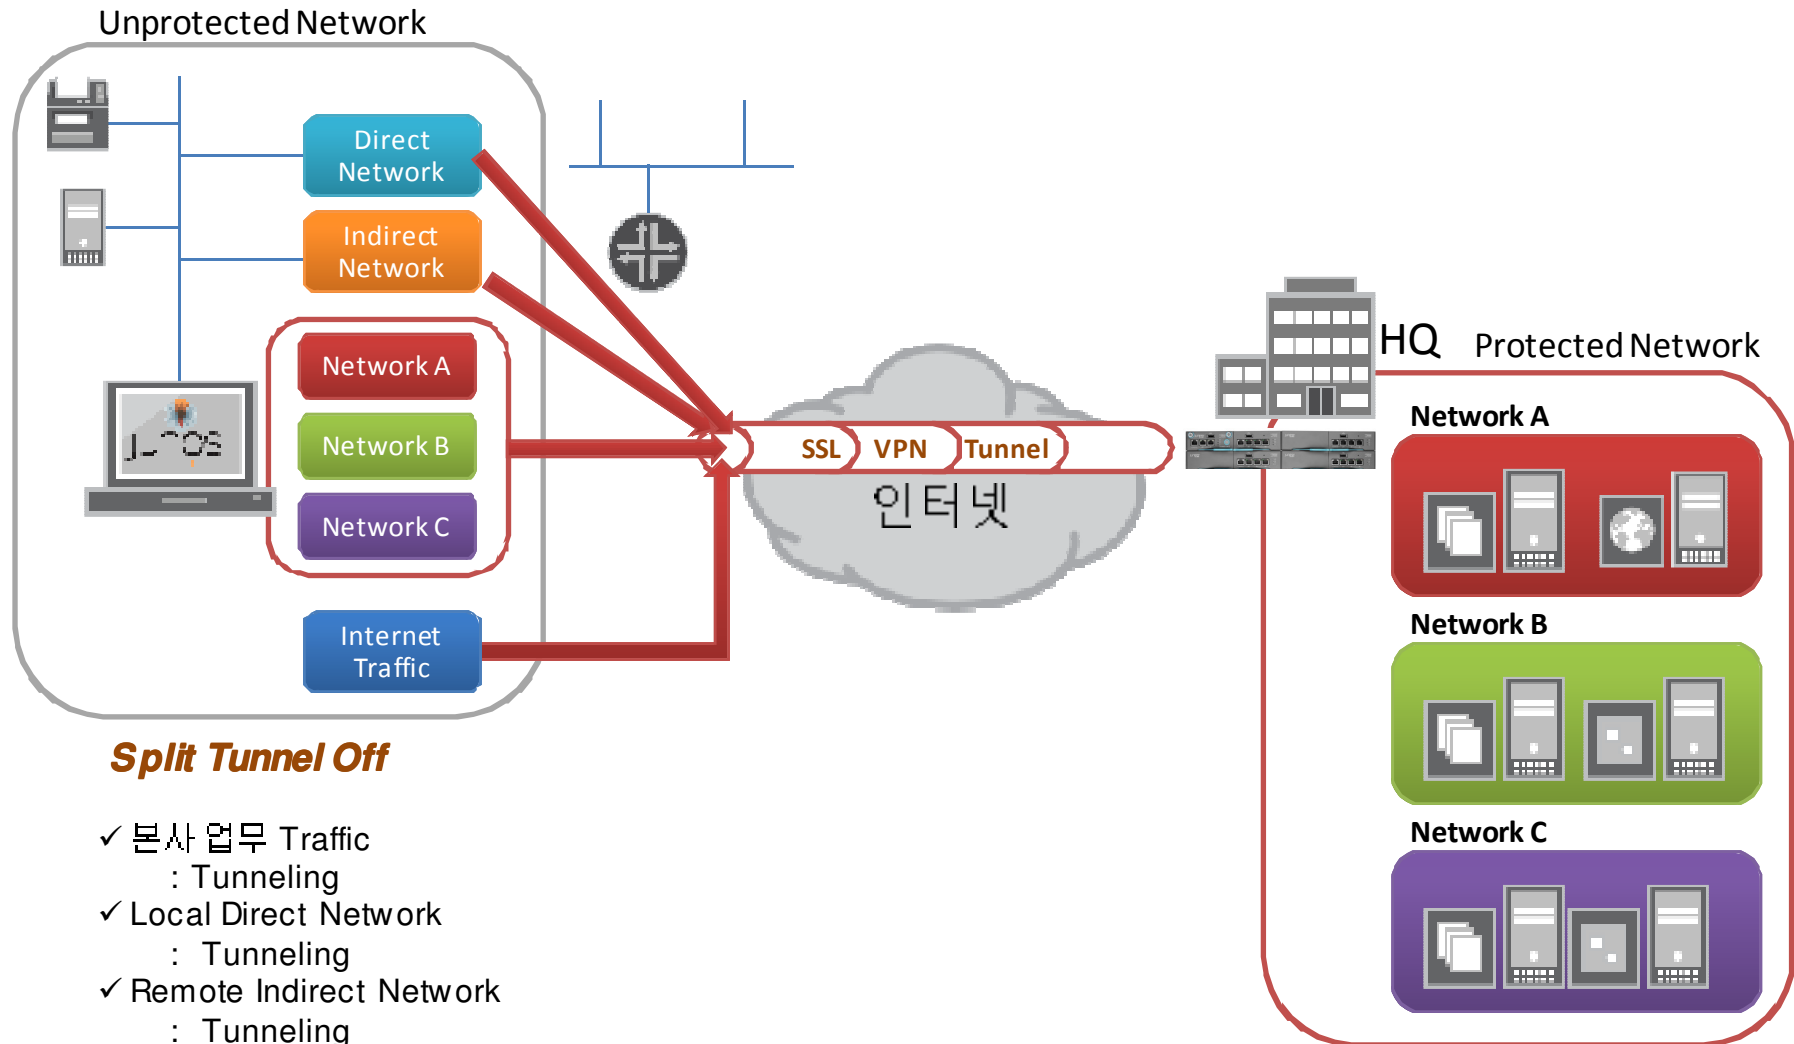 Unprotected Network
Direct
Network
Indirect
Network
Network A
Network B
Network C
Internet
Traffic
SSL VPN Tunnel
인터넷
HQ
Protected Network
Network A
Network B
Network C
Split Tunnel Off
✓ 본사 업무 Traffic
: Tunneling
✓ Local Direct Network
: Tunneling
✓ Remote Indirect Network
: Tunneling